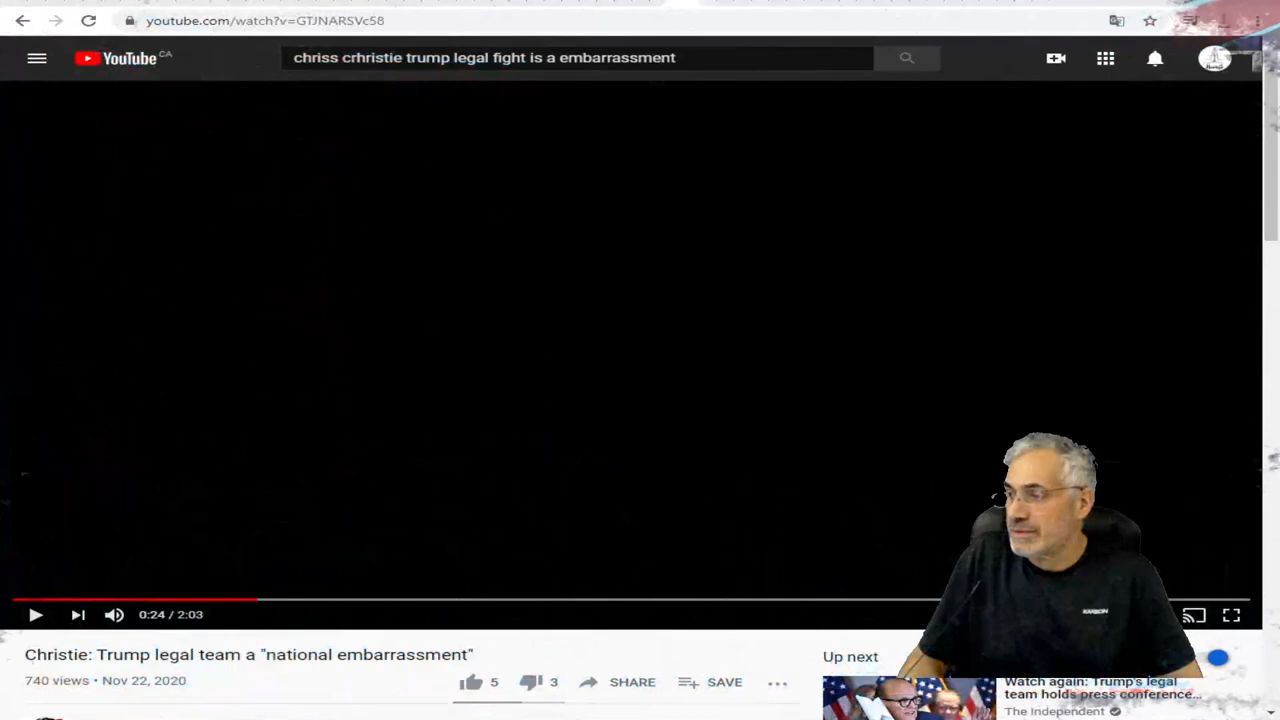 youtube.com/watch?v=GTJNARSVc58
YouTube CA
chriss crhristie trump legal fight is a embarrassment
0:24 / 2:03
Christie: Trump legal team a "national embarrassment"
740 views • Nov 22, 2020
5
3
SHARE
SAVE
Up next
Watch again: Trump's legal
team holds press conference...
The Independent